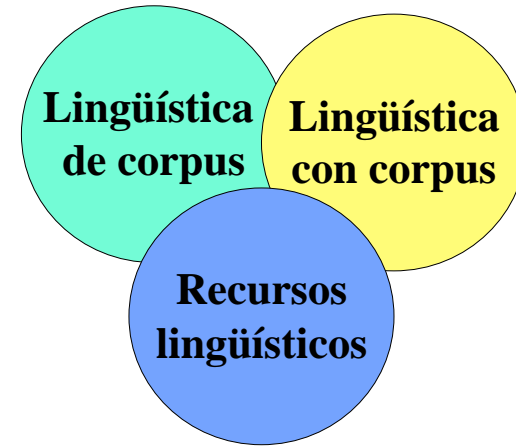 Lingüística
de corpus
Lingüística
con corpus
Recursos
lingüísticos